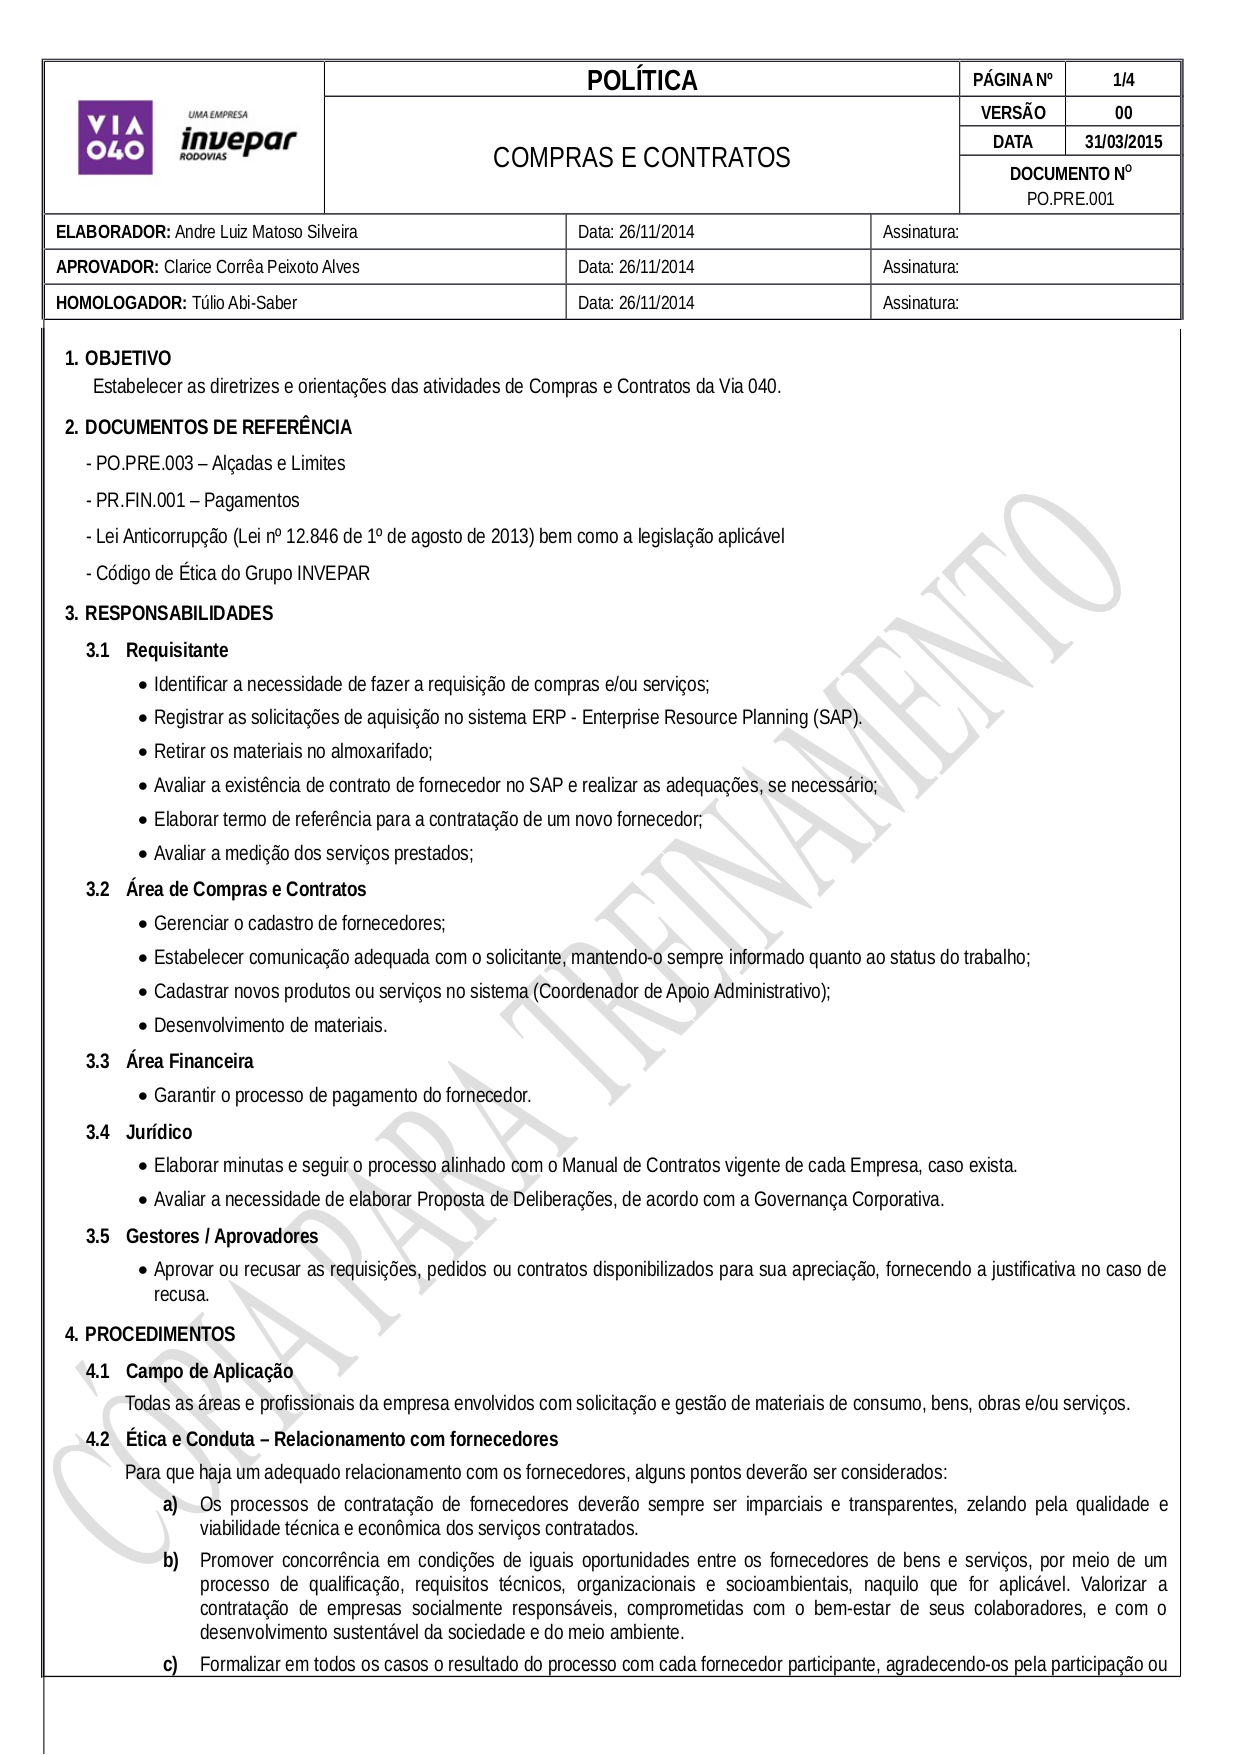 POLÍTICA
PÁGINA Nº 1/4
VIA 040
UMA EMPRESA
invepar
RODOVIAS
COMPRAS E CONTRATOS
VERSÃO 00
DATA 31/03/2015
DOCUMENTO Nº
PO.PRE.001
ELABORADOR: Andre Luiz Matoso Silveira Data: 26/11/2014 Assinatura:
APROVADOR: Clarice Corrêa Peixoto Alves Data: 26/11/2014 Assinatura:
HOMOLOGADOR: Túlio Abi-Saber Data: 26/11/2014 Assinatura:
1. OBJETIVO
Estabelecer as diretrizes e orientações das atividades de Compras e Contratos da Via 040.
2. DOCUMENTOS DE REFERÊNCIA
- PO.PRE.003 – Alçadas e Limites
- PR.FIN.001 – Pagamentos
- Lei Anticorrupção (Lei nº 12.846 de 1º de agosto de 2013) bem como a legislação aplicável
- Código de Ética do Grupo INVEPAR
3. RESPONSABILIDADES
3.1 Requisitante
• Identificar a necessidade de fazer a requisição de compras e/ou serviços;
• Registrar as solicitações de aquisição no sistema ERP - Enterprise Resource Planning (SAP).
• Retirar os materiais no almoxarifado;
• Avaliar a existência de contrato de fornecedor no SAP e realizar as adequações, se necessário;
• Elaborar termo de referência para a contratação de um novo fornecedor;
• Avaliar a medição dos serviços prestados;
3.2 Área de Compras e Contratos
• Gerenciar o cadastro de fornecedores;
• Estabelecer comunicação adequada com o solicitante, mantendo-o sempre informado quanto ao status do trabalho;
• Cadastrar novos produtos ou serviços no sistema (Coordenador de Apoio Administrativo);
• Desenvolvimento de materiais.
3.3 Área Financeira
• Garantir o processo de pagamento do fornecedor.
3.4 Jurídico
• Elaborar minutas e seguir o processo alinhado com o Manual de Contratos vigente de cada Empresa, caso exista.
• Avaliar a necessidade de elaborar Proposta de Deliberações, de acordo com a Governança Corporativa.
3.5 Gestores / Aprovadores
• Aprovar ou recusar as requisições, pedidos ou contratos disponibilizados para sua apreciação, fornecendo a justificativa no caso de
recusa.
4. PROCEDIMENTOS
4.1 Campo de Aplicação
Todas as áreas e profissionais da empresa envolvidos com solicitação e gestão de materiais de consumo, bens, obras e/ou serviços.
4.2 Ética e Conduta – Relacionamento com fornecedores
Para que haja um adequado relacionamento com os fornecedores, alguns pontos deverão ser considerados:
a) Os processos de contratação de fornecedores deverão sempre ser imparciais e transparentes, zelando pela qualidade e
viabilidade técnica e econômica dos serviços contratados.
b) Promover concorrência em condições de iguais oportunidades entre os fornecedores de bens e serviços, por meio de um
processo de qualificação, requisitos técnicos, organizacionais e socioambientais, naquilo que for aplicável. Valorizar a
contratação de empresas socialmente responsáveis, comprometidas com o bem-estar de seus colaboradores, e com o
desenvolvimento sustentável da sociedade e do meio ambiente.
c) Formalizar em todos os casos o resultado do processo com cada fornecedor participante, agradecendo-os pela participação ou
CÓPIA PARA TREINAMENTO